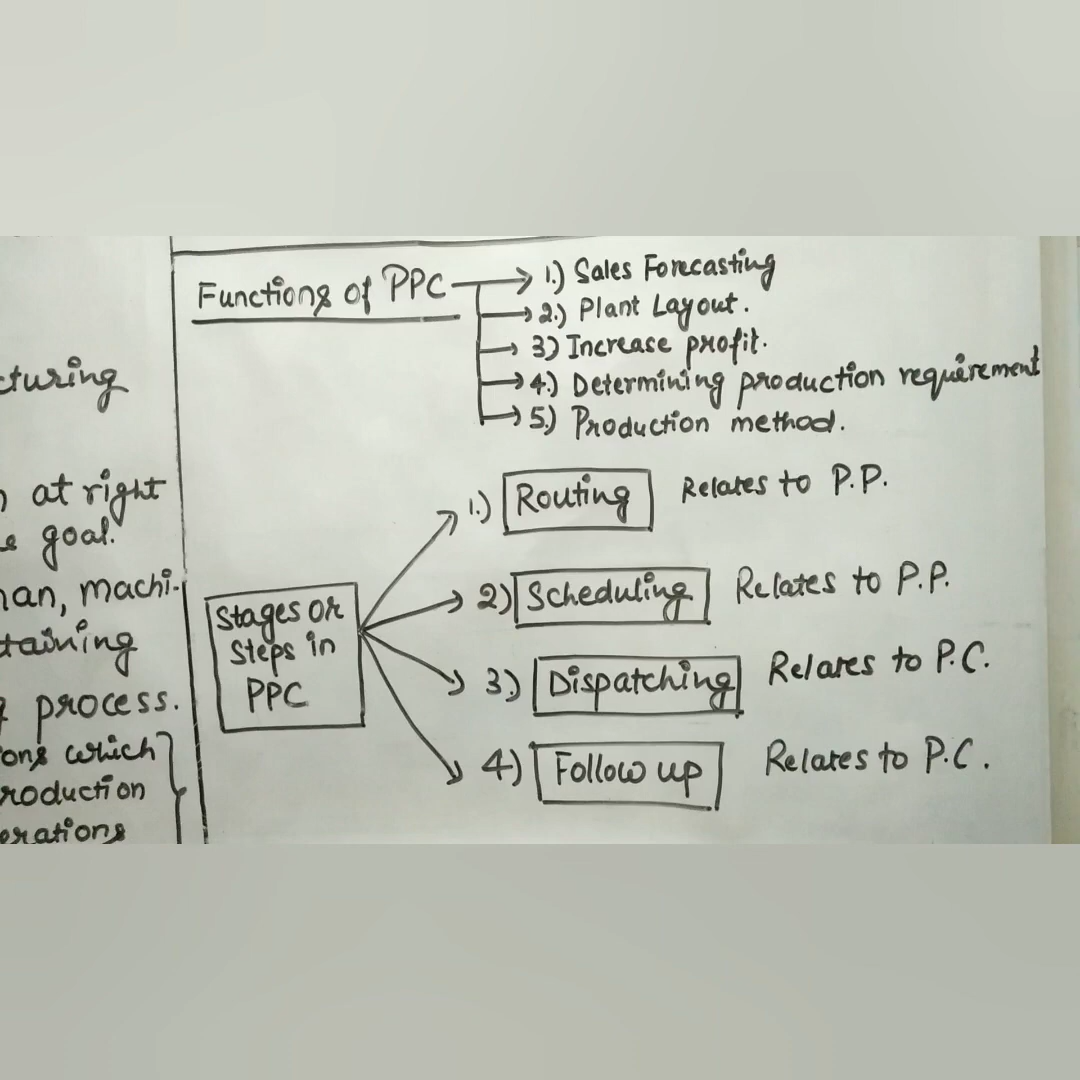 Functions of PPC
1.) Sales Forecasting
2.) Plant Layout.
3) Increase profit.
4.) Determining production requirement
5.) Production method.
Stages or
Steps in
PPC
1.) Routing Relates to P.P.
2) Scheduling Relates to P.P.
3.) Dispatching Relates to P.C.
4) Follow up Relates to P.C.
cturing
at right
goal.
man, machi-
taining
process.
ons which
roduction
erations